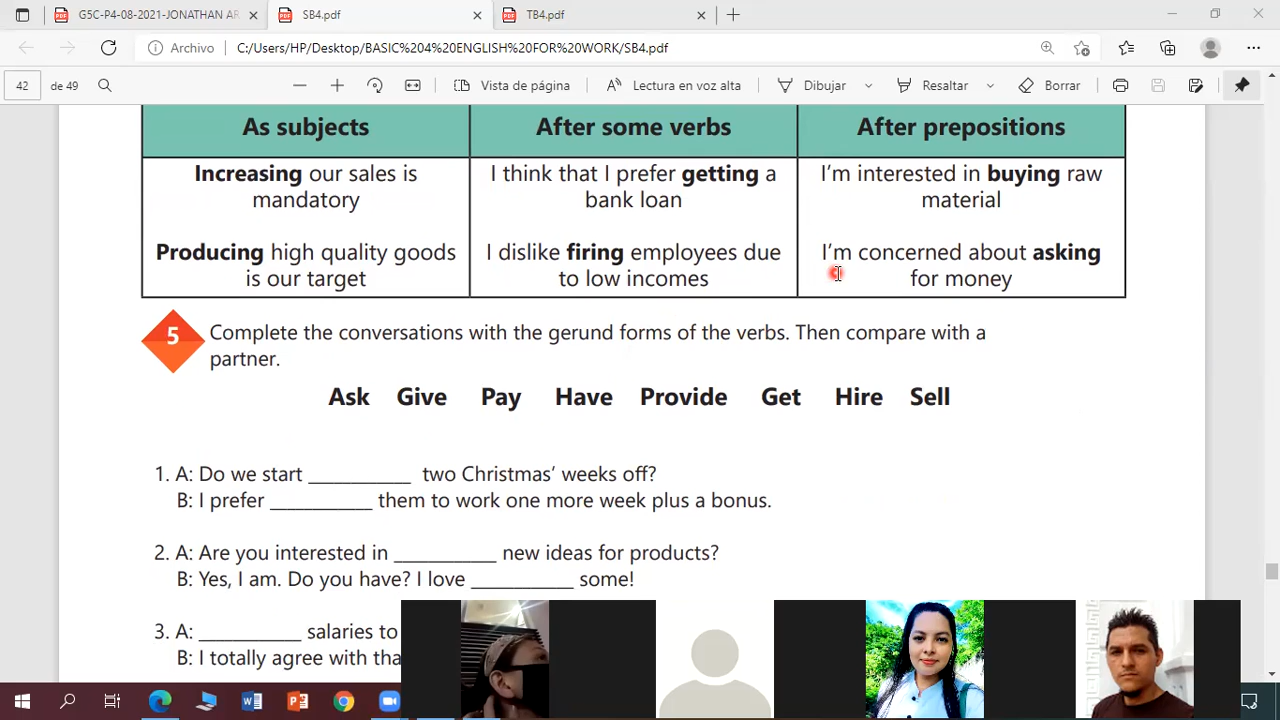 G5C-P4-08-2021-JONATHAN AR
SB4.pdf
TB4.pdf
Archivo C:/Users/HP/Desktop/BASIC%204%20ENGLISH%20FOR%20WORK/SB4.pdf
42 de 49
Vista de página
Lectura en voz alta
Dibujar
Resaltar
Borrar
As subjects After some verbs After prepositions
Increasing our sales is
mandatory
Producing high quality goods
is our target
I think that I prefer getting a
bank loan
I dislike firing employees due
to low incomes
I'm interested in buying raw
material
I'm concerned about asking
for money
5
Complete the conversations with the gerund forms of the verbs. Then compare with a
partner.
Ask Give Pay Have Provide Get Hire Sell
1. A: Do we start __________ two Christmas' weeks off?
B: I prefer __________ them to work one more week plus a bonus.
2. A: Are you interested in __________ new ideas for products?
B: Yes, I am. Do you have? I love __________ some!
3. A: __________ salaries to
B: I totally agree with tha